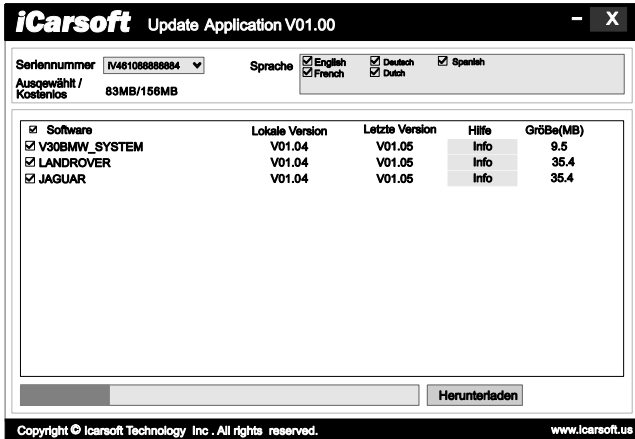 iCarsoft Update Application V01.00 – X
Seriennummer IV461088888884 Sprache English Deutsch Spanish
French Dutch
Ausqewählt /
Kostenlos 83MB/156MB
Software Lokale Version Letzte Version Hilfe GröBe(MB)
V30BMW_SYSTEM V01.04 V01.05 Info 9.5
LANDROVER V01.04 V01.05 Info 35.4
JAGUAR V01.04 V01.05 Info 35.4
Herunterladen
Copyright © Icarsoft Technology Inc . All rights reserved. www.icarsoft.us